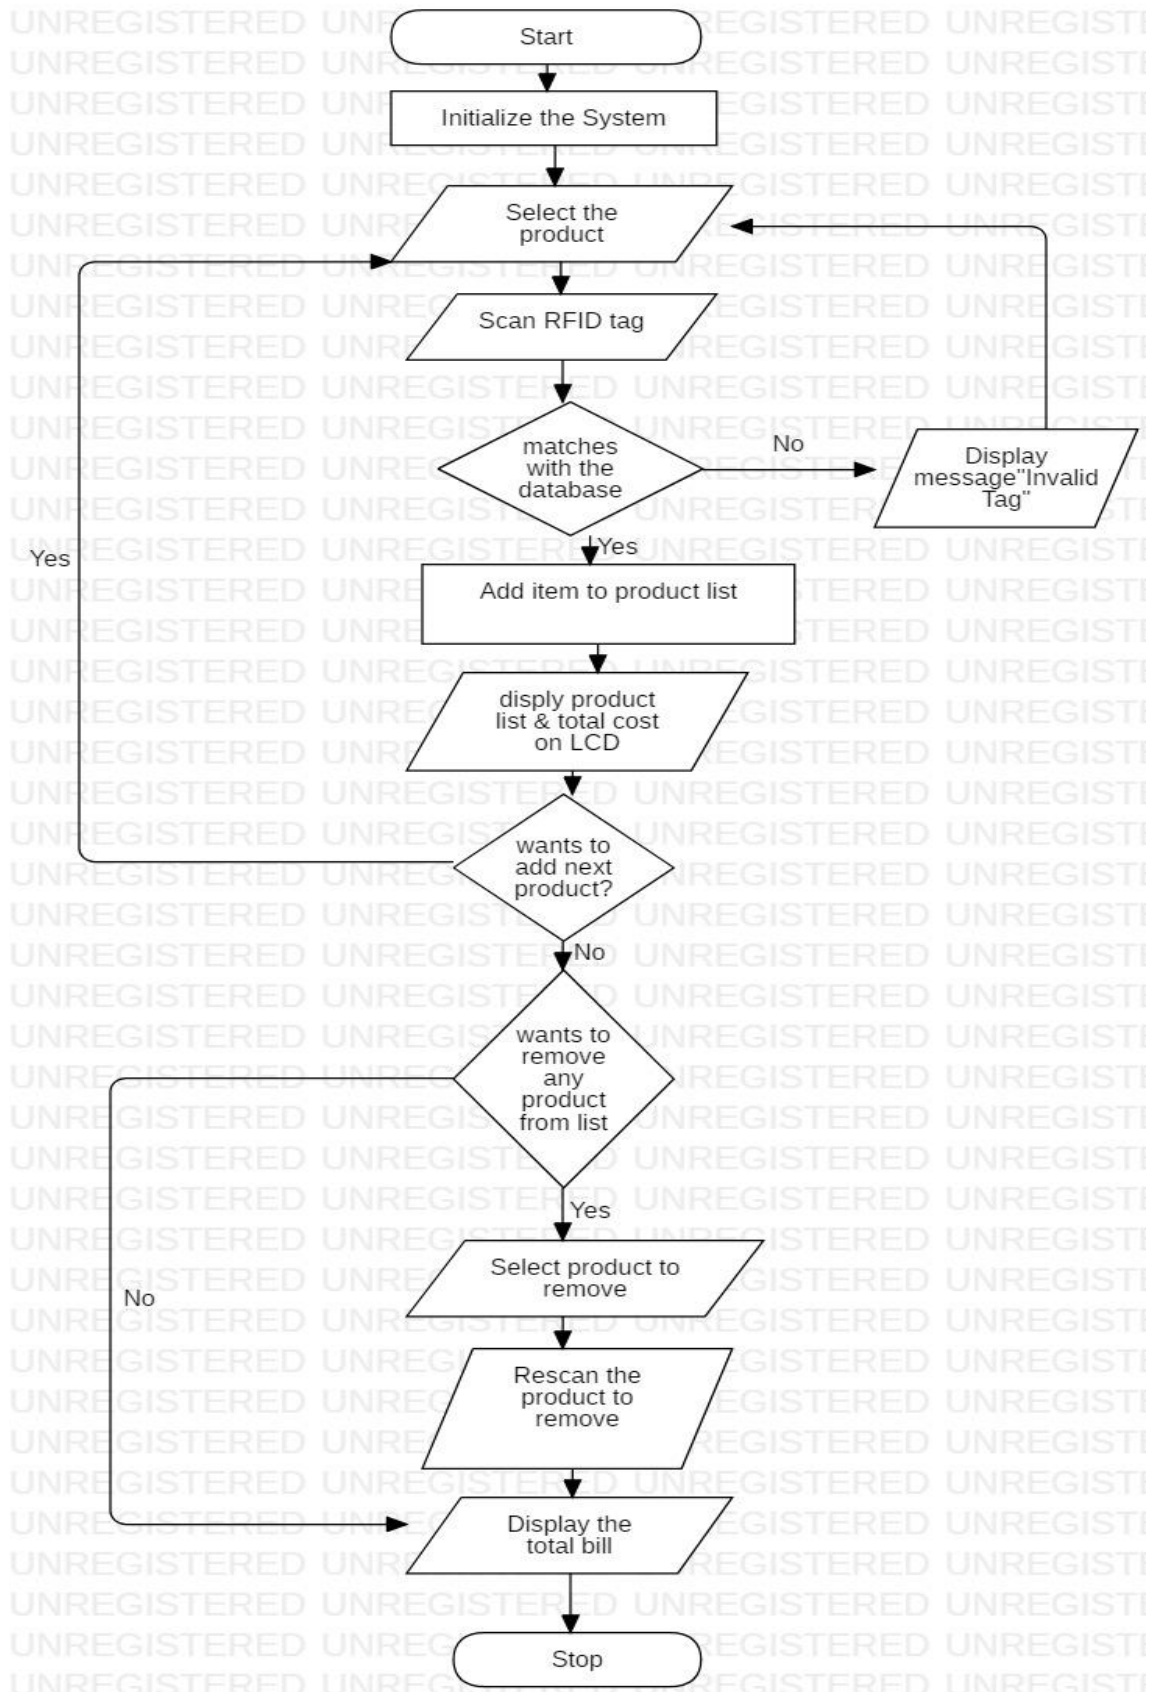 Start
Initialize the System
Select the
product
Scan RFID tag
matches
with the
database
No
Display
message"Invalid
Tag"
Yes
Yes
Add item to product list
disply product
list & total cost
on LCD
wants to
add next
product?
No
wants to
remove
any
product
from list
Yes
Select product to
remove
No
Rescan the
product to
remove
Display the
total bill
Stop
UNREGISTERED